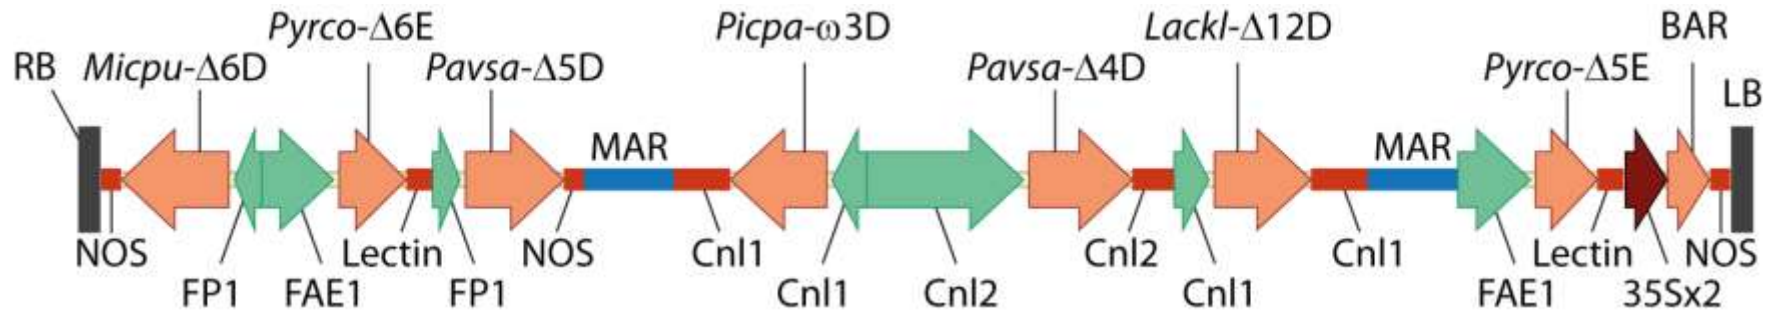 Pyrco-Δ6E
Picpa-ω3D
Lackl-Δ12D
BAR
RB
Micpu-Δ6D
Pavsa-Δ5D
Pavsa-Δ4D
Pyrco-Δ5E
LB
MAR
MAR
NOS
Lectin
NOS
Cnl1
Cnl2
Cnl1
Lectin
NOS
FP1
FAE1
FP1
Cnl1
Cnl2
Cnl1
FAE1
35Sx2